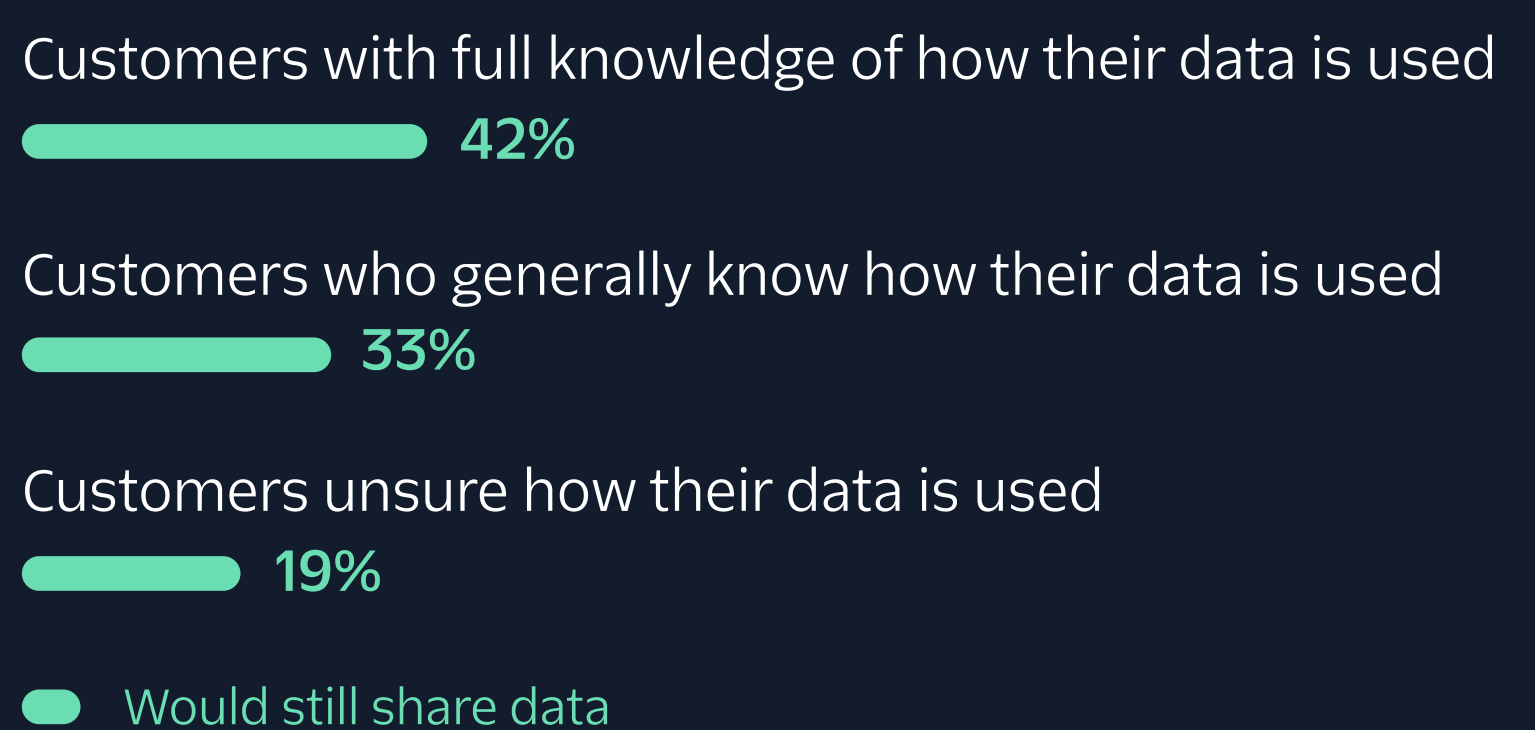 Customers with full knowledge of how their data is used
42%
Customers who generally know how their data is used
33%
Customers unsure how their data is used
19%
Would still share data